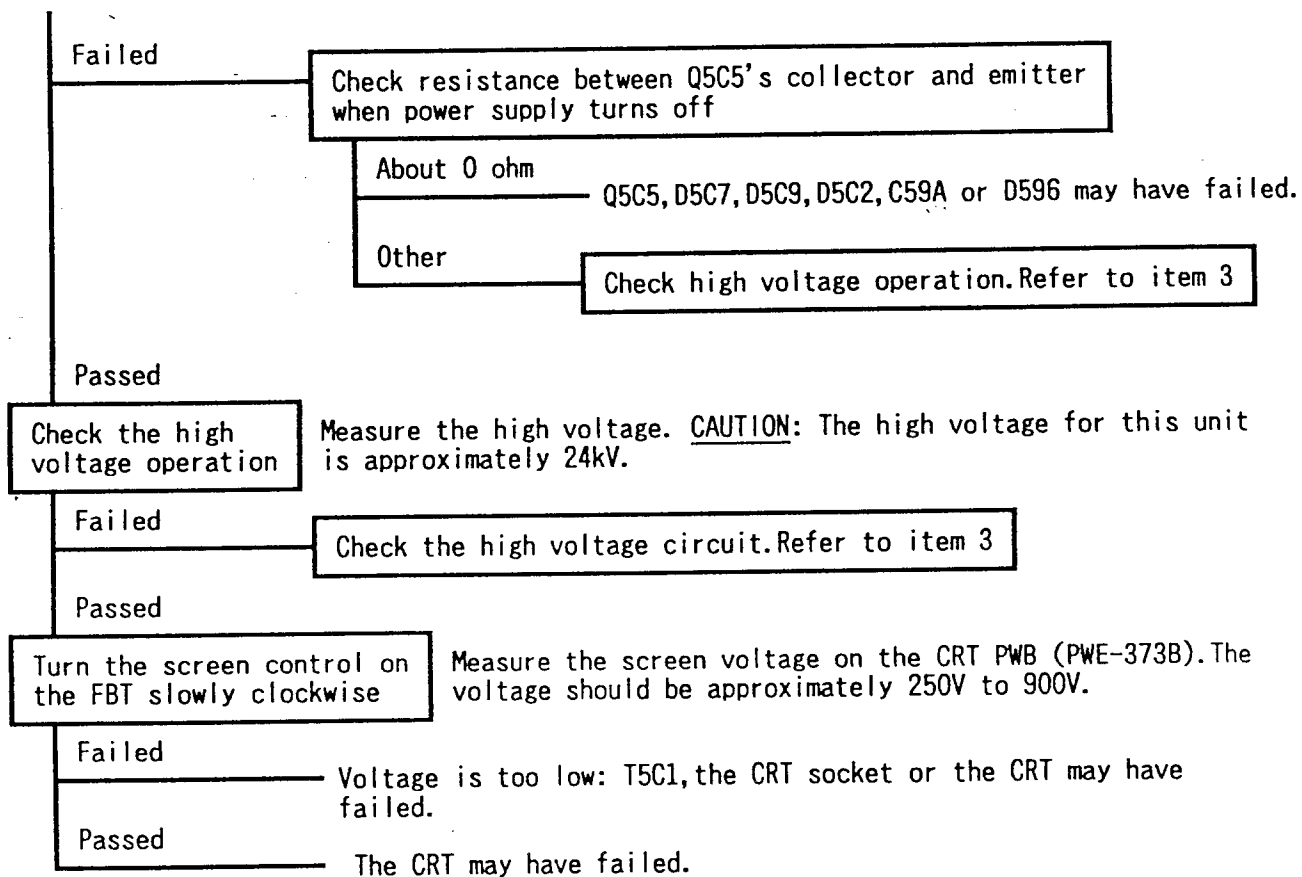 Failed
Check resistance between Q5C5's collector and emitter
when power supply turns off
About 0 ohm
Q5C5,D5C7,D5C9,D5C2,C59A or D596 may have failed.
Other
Check high voltage operation.Refer to item 3
Passed
Check the high
voltage operation
Measure the high voltage. CAUTION: The high voltage for this unit
is approximately 24kV.
Failed
Check the high voltage circuit.Refer to item 3
Passed
Turn the screen control on
the FBT slowly clockwise
Measure the screen voltage on the CRT PWB (PWE-373B).The
voltage should be approximately 250V to 900V.
Failed
Voltage is too low: T5C1,the CRT socket or the CRT may have
failed.
Passed
The CRT may have failed.